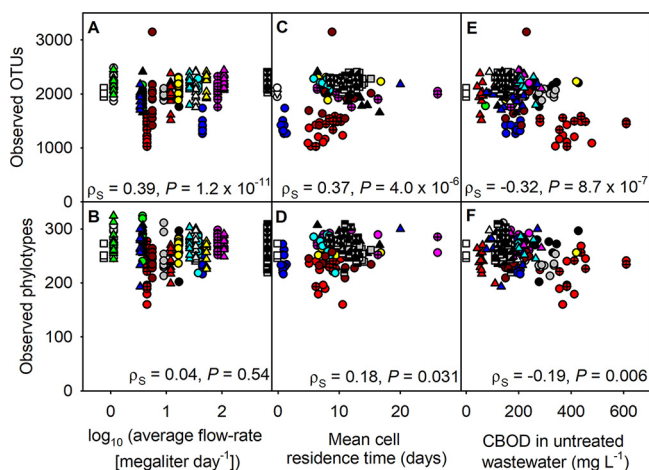 A
C
E
3000
2000
1000
0
Observed OTUs
ρS = 0.39, P = 1.2 x 10-11
ρS = 0.37, P = 4.0 x 10-6
ρS = -0.32, P = 8.7 x 10-7
B
D
F
300
200
100
0
Observed phylotypes
ρS = 0.04, P = 0.54
ρS = 0.18, P = 0.031
ρS = -0.19, P = 0.006
0 1 2
0 10 20
0 200 400 600
log10 (average flow-rate
[megaliter day-1])
Mean cell
residence time (days)
CBOD in untreated
wastewater (mg L-1)